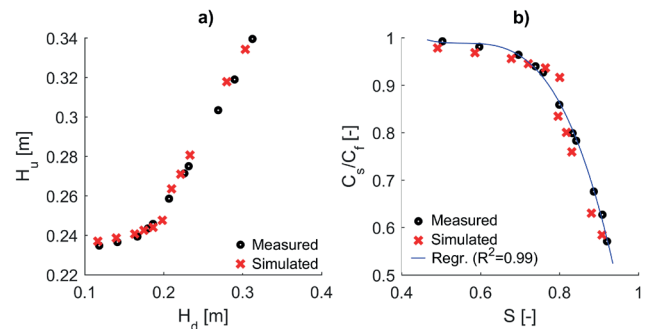 a)
0.34
0.32
0.3
0.28
0.26
0.24
0.22
H_u [m]
0.1
0.2
0.3
0.4
H_d [m]
Measured
Simulated
b)
1
0.9
0.8
0.7
0.6
0.5
C_s/C_f [-]
0.4
0.6
0.8
1
S [-]
Measured
Simulated
Regr. (R²=0.99)